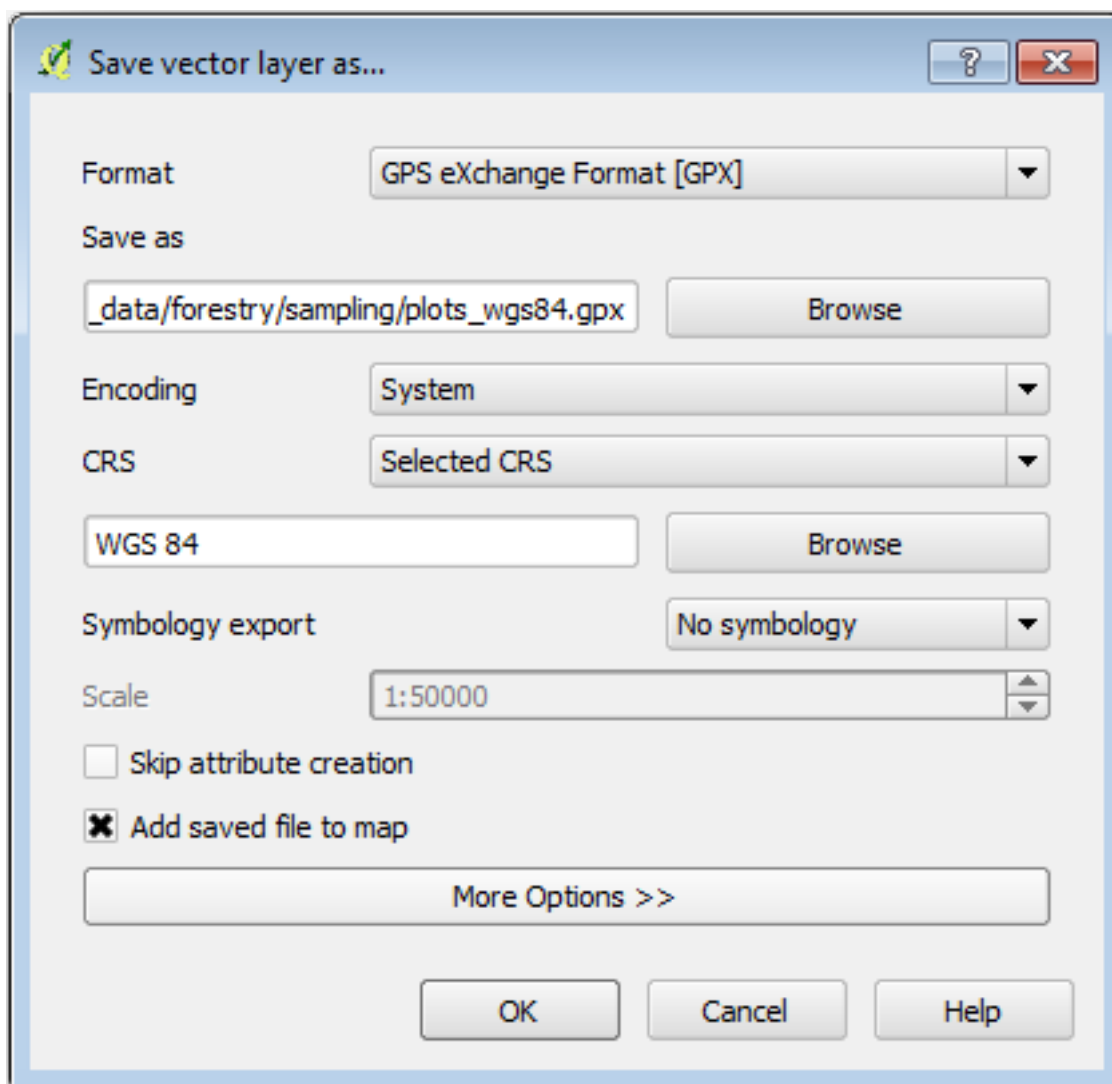 Save vector layer as...
Format GPS eXchange Format [GPX]
Save as
_data/forestry/sampling/plots_wgs84.gpx Browse
Encoding System
CRS Selected CRS
WGS 84 Browse
Symbology export No symbology
Scale 1:50000
Skip attribute creation
Add saved file to map
More Options >>
OK Cancel Help